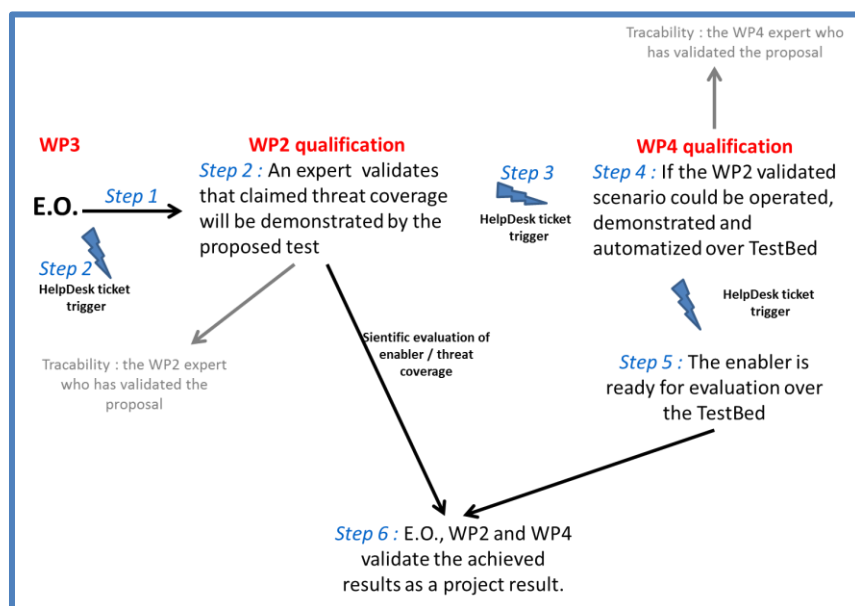 Tracability : the WP4 expert who
has validated the proposal
WP3
WP2 qualification
WP4 qualification
E.O.
Step 1
Step 2
HelpDesk ticket
trigger
Step 2 : An expert validates
that claimed threat coverage
will be demonstrated by the
proposed test
Step 3
HelpDesk ticket
trigger
Step 4 : If the WP2 validated
scenario could be operated,
demonstrated and
automatized over TestBed
HelpDesk ticket
trigger
Tracability : the WP2 expert
who has validated the
proposal
Sientific evaluation of
enabler / threat
coverage
Step 5 : The enabler is
ready for evaluation over
the TestBed
Step 6 : E.O., WP2 and WP4
validate the achieved
results as a project result.